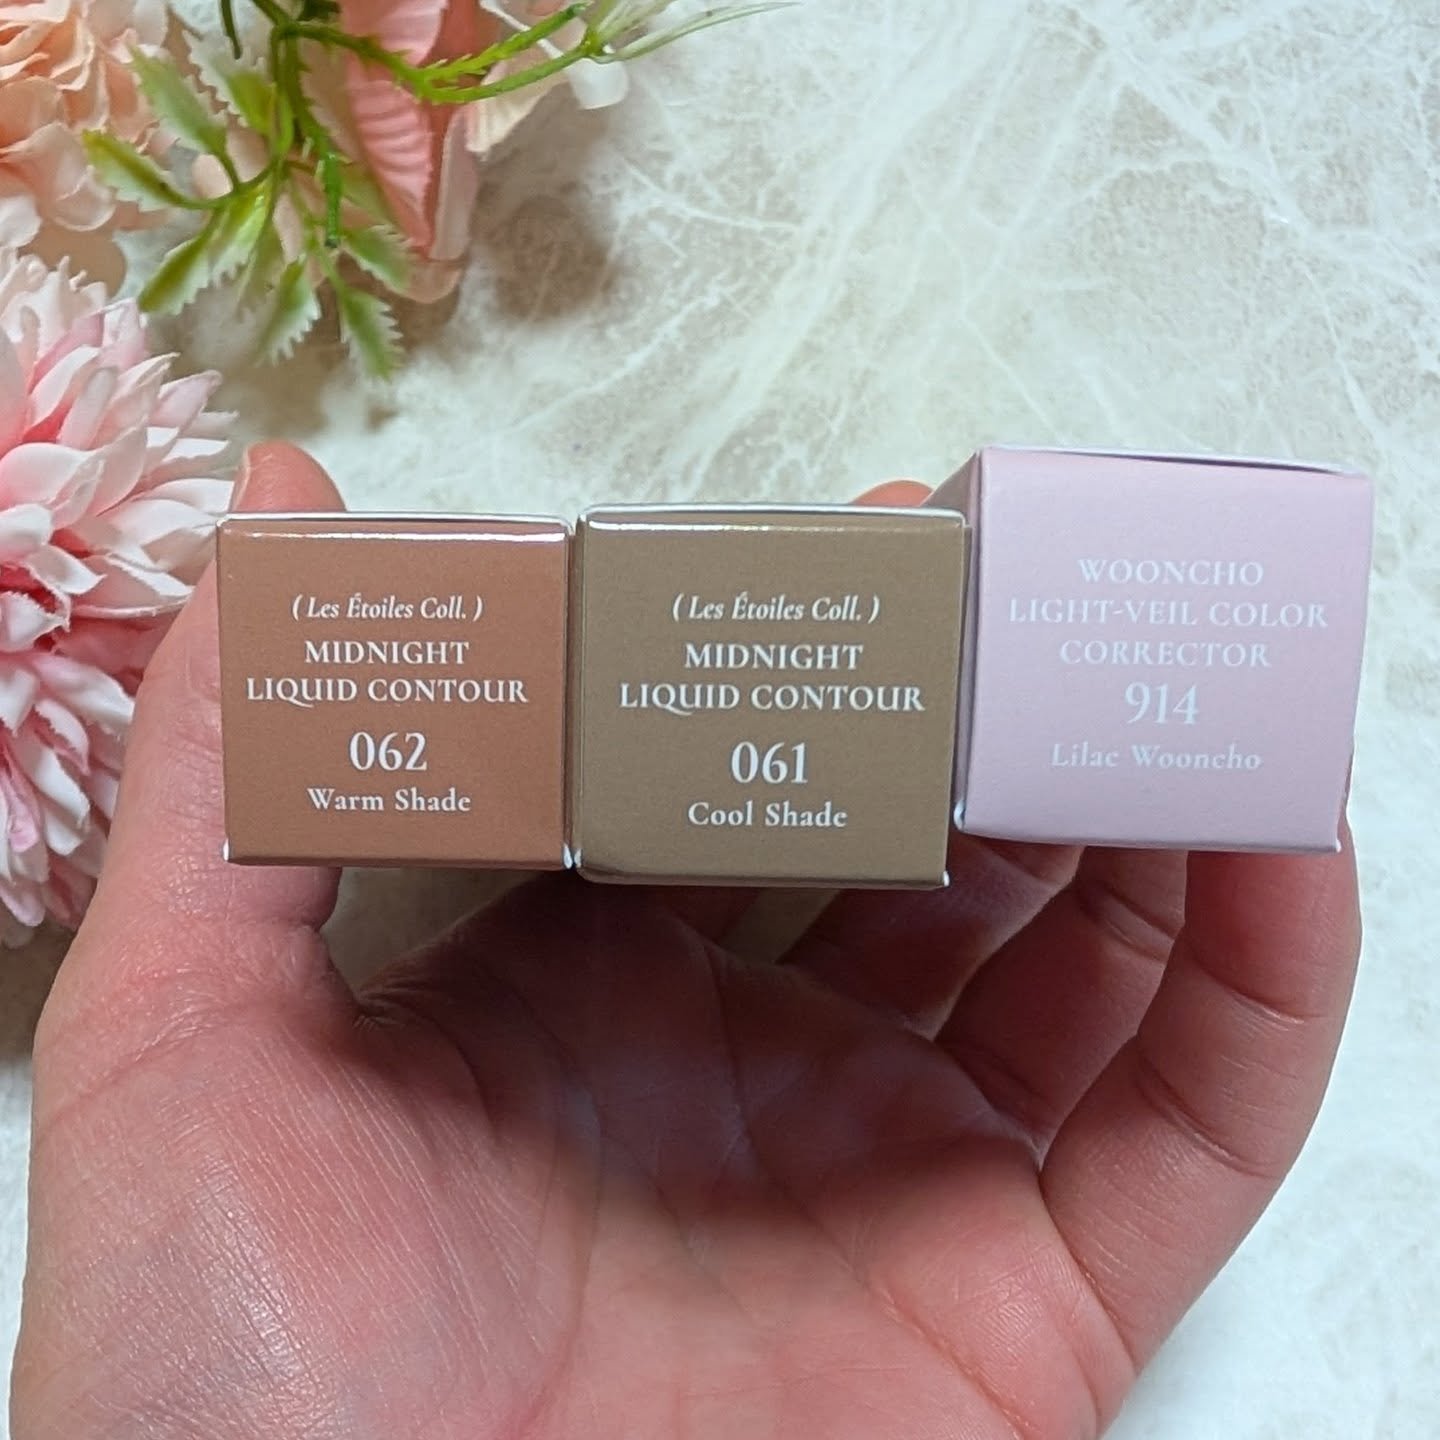 ( Les Étoiles Coll. )
MIDNIGHT
LIQUID CONTOUR
062
Warm Shade
( Les Étoiles Coll. )
MIDNIGHT
LIQUID CONTOUR
061
Cool Shade
WOONCHO
LIGHT-VEIL COLOR
CORRECTOR
914
Lilac Wooncho